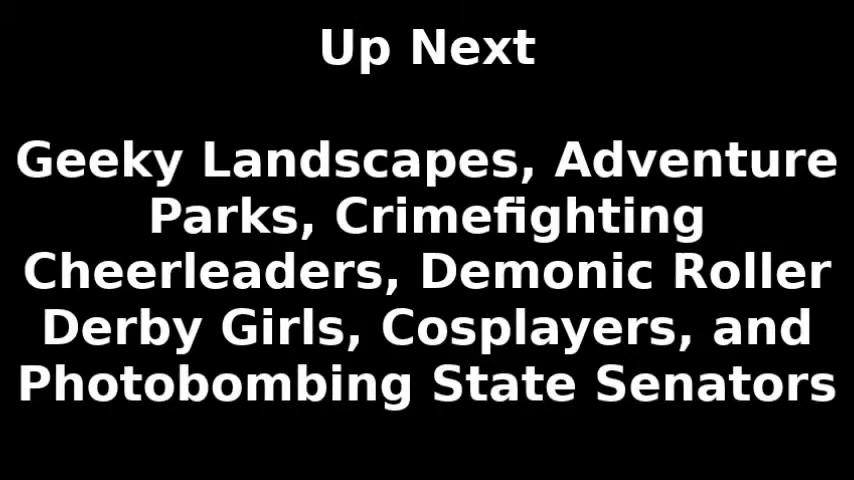 Up Next
Geeky Landscapes, Adventure
Parks, Crimefighting
Cheerleaders, Demonic Roller
Derby Girls, Cosplayers, and
Photobombing State Senators